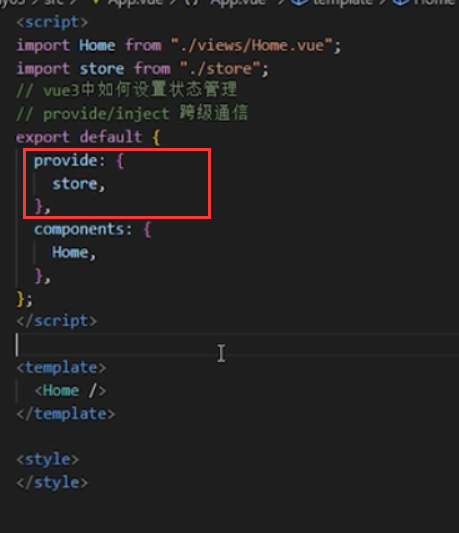 src > App.vue > {} "App.vue" > template > Home
<script>
import Home from "./views/Home.vue";
import store from "./store";
// vue3中如何设置状态管理
// provide/inject 跨级通信
export default {
provide: {
store,
},
components: {
Home,
},
};
</script>
<template>
<Home />
</template>
<style>
</style>